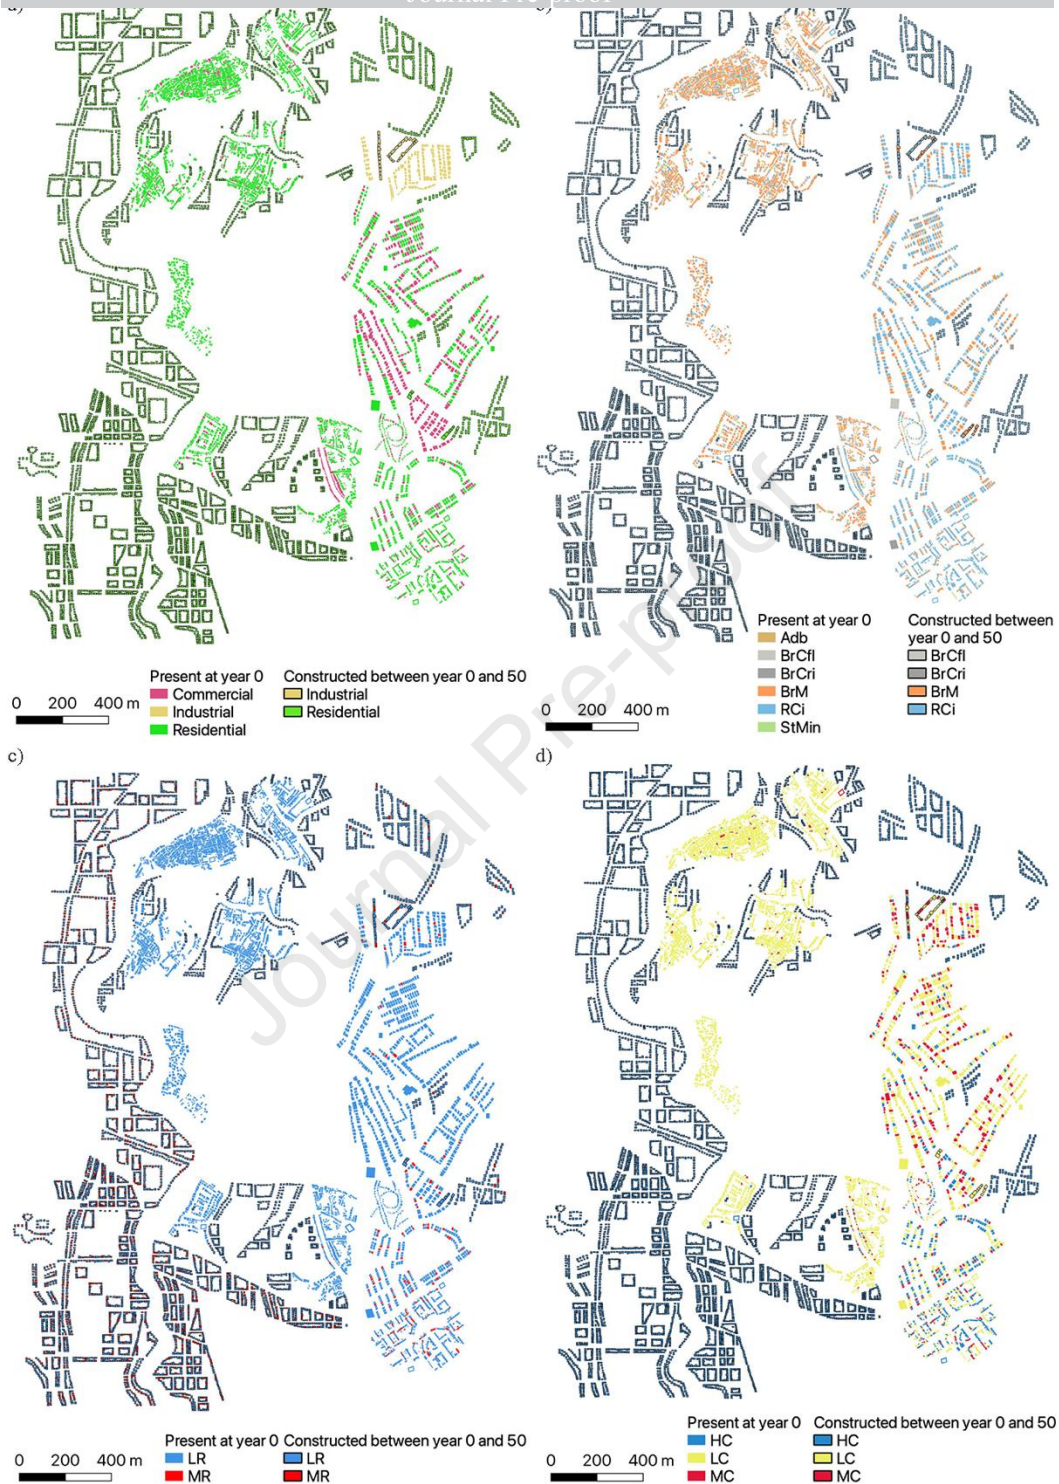 Journal Pre-proof
a)
b)
Present at year 0
Commercial
Industrial
Residential
Constructed between year 0 and 50
Industrial
Residential
0 200 400 m
Present at year 0
Adb
BrCfl
BrCri
BrM
RCi
StMin
Constructed between
year 0 and 50
BrCfl
BrCri
BrM
RCi
0 200 400 m
Journal Pre-proof
c)
d)
Present at year 0
LR
MR
Constructed between year 0 and 50
LR
MR
0 200 400 m
Present at year 0
HC
LC
MC
Constructed between year 0 and 50
HC
LC
MC
0 200 400 m